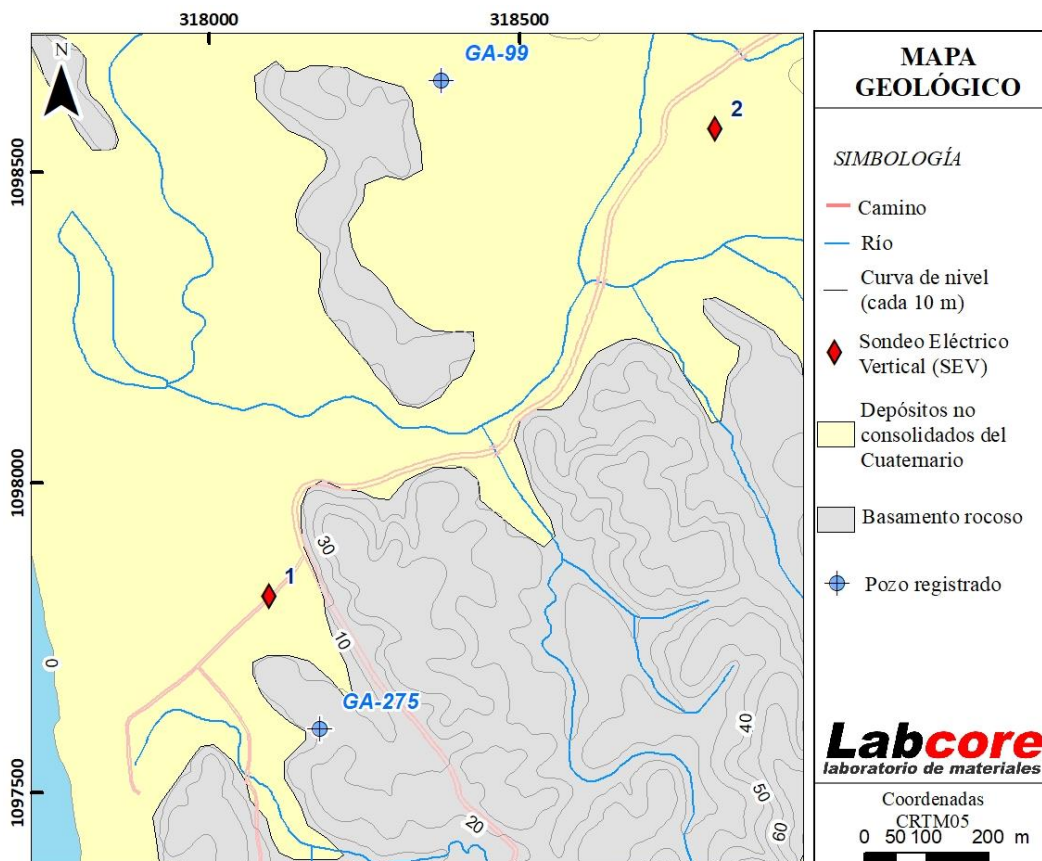 318000
318500
N
GA-99
2
1098500
1098000
1097500
30
1
10
0
GA-275
20
40
50
60
MAPA
GEOLÓGICO
SIMBOLOGÍA
Camino
Río
Curva de nivel
(cada 10 m)
Sondeo Eléctrico
Vertical (SEV)
Depósitos no
consolidados del
Cuaternario
Basamento rocoso
Pozo registrado
Labcore
laboratorio de materiales
Coordenadas
CRTM05
0 50 100 200 m